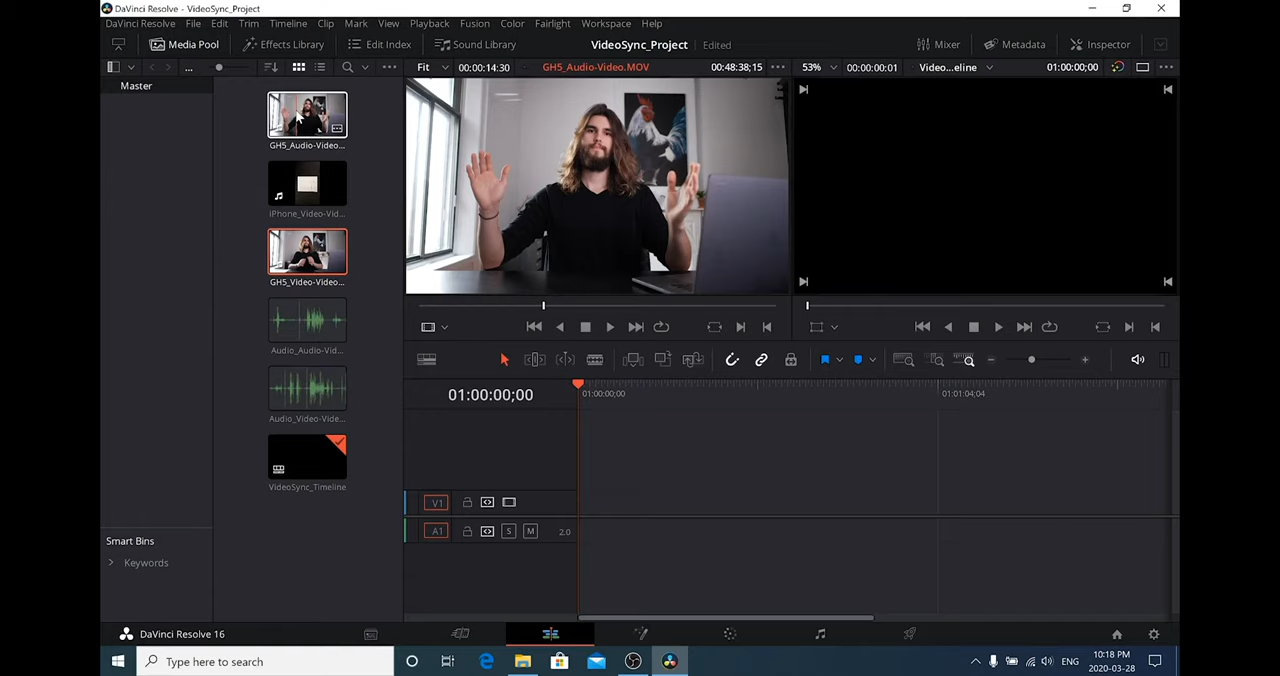 DaVinci Resolve - VideoSync_Project
DaVinci Resolve File Edit Trim Timeline Clip Mark View Playback Fusion Color Fairlight Workspace Help
Media Pool Effects Library Edit Index Sound Library VideoSync_Project Edited Mixer Metadata Inspector
... Fit 00:00:14:30 GH5_Audio-Video.MOV 00:48:38;15 ... 53% 00:00:00:01 Video...eline 01:00:00;00 ...
Master
GH5_Audio-Video...
iPhone_Video-Vid...
GH5_Video-Video...
Audio_Audio-Vid...
Audio_Video-Vide...
VideoSync_Timeline
01:00:00;00
01:00:00;00 01:01:04;04
V1
A1 S M 2.0
Smart Bins
Keywords
DaVinci Resolve 16
Type here to search
ENG
10:18 PM
2020-03-28